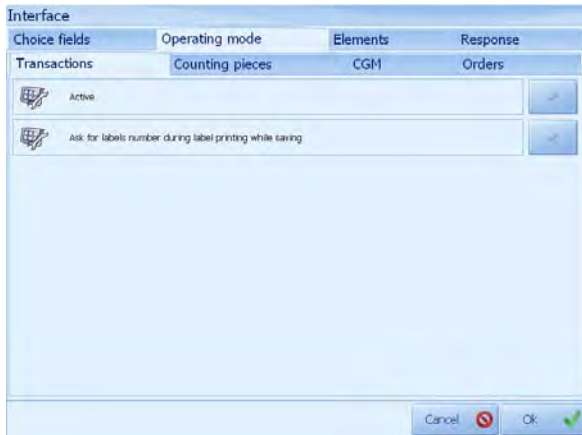 Interface
Choice fields Operating mode Elements Response
Transactions Counting pieces CGM Orders
Active
Ask for labels number during label printing while saving
Cancel Ok